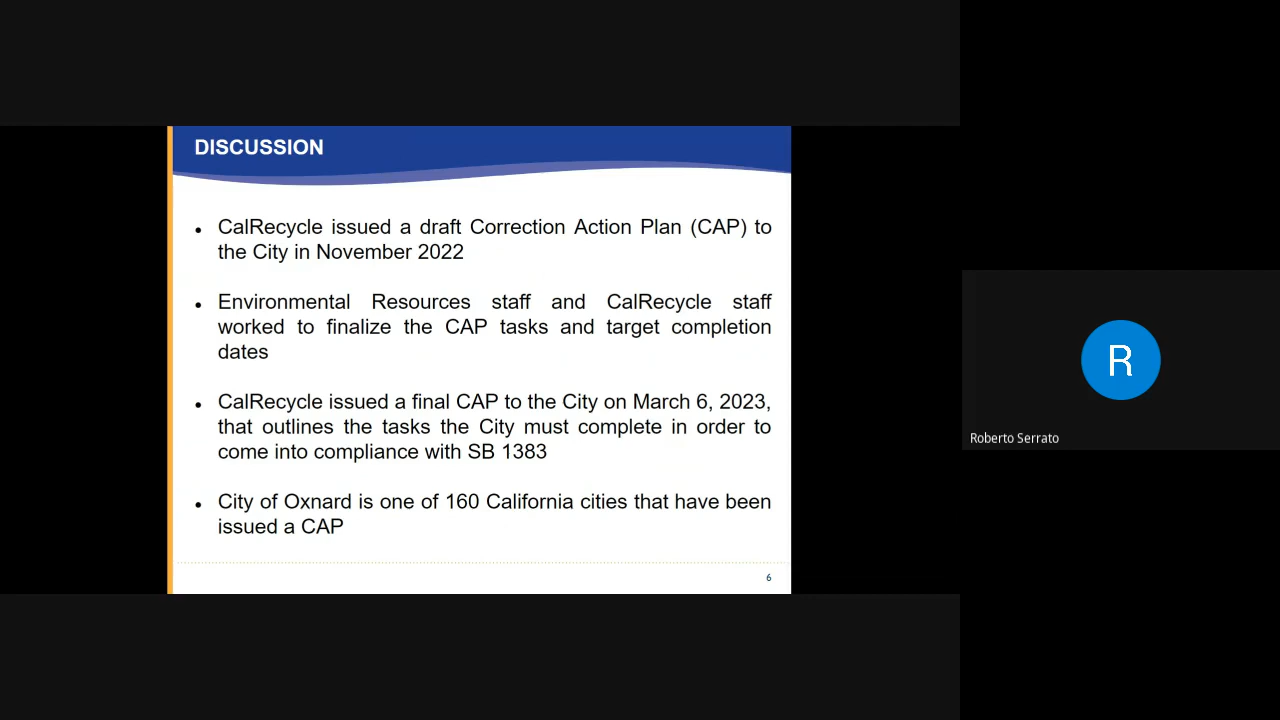 DISCUSSION
• CalRecycle issued a draft Correction Action Plan (CAP) to
the City in November 2022
• Environmental Resources staff and CalRecycle staff
worked to finalize the CAP tasks and target completion
dates
• CalRecycle issued a final CAP to the City on March 6, 2023,
that outlines the tasks the City must complete in order to
come into compliance with SB 1383
• City of Oxnard is one of 160 California cities that have been
issued a CAP
6
R
Roberto Serrato